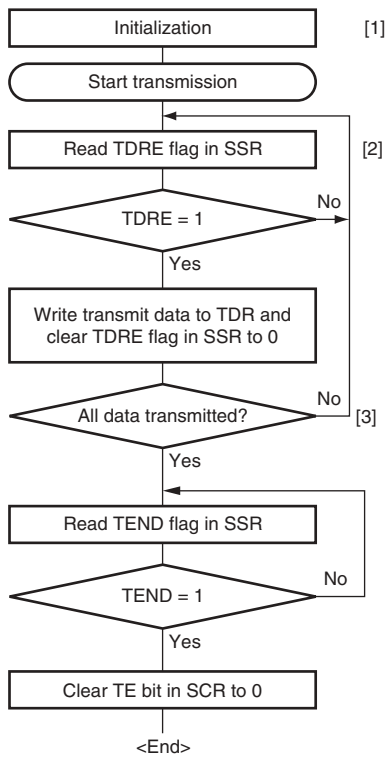 Initialization
[1]
Start transmission
Read TDRE flag in SSR
[2]
TDRE = 1
No
Yes
Write transmit data to TDR and
clear TDRE flag in SSR to 0
All data transmitted?
No
[3]
Yes
Read TEND flag in SSR
TEND = 1
No
Yes
Clear TE bit in SCR to 0
<End>